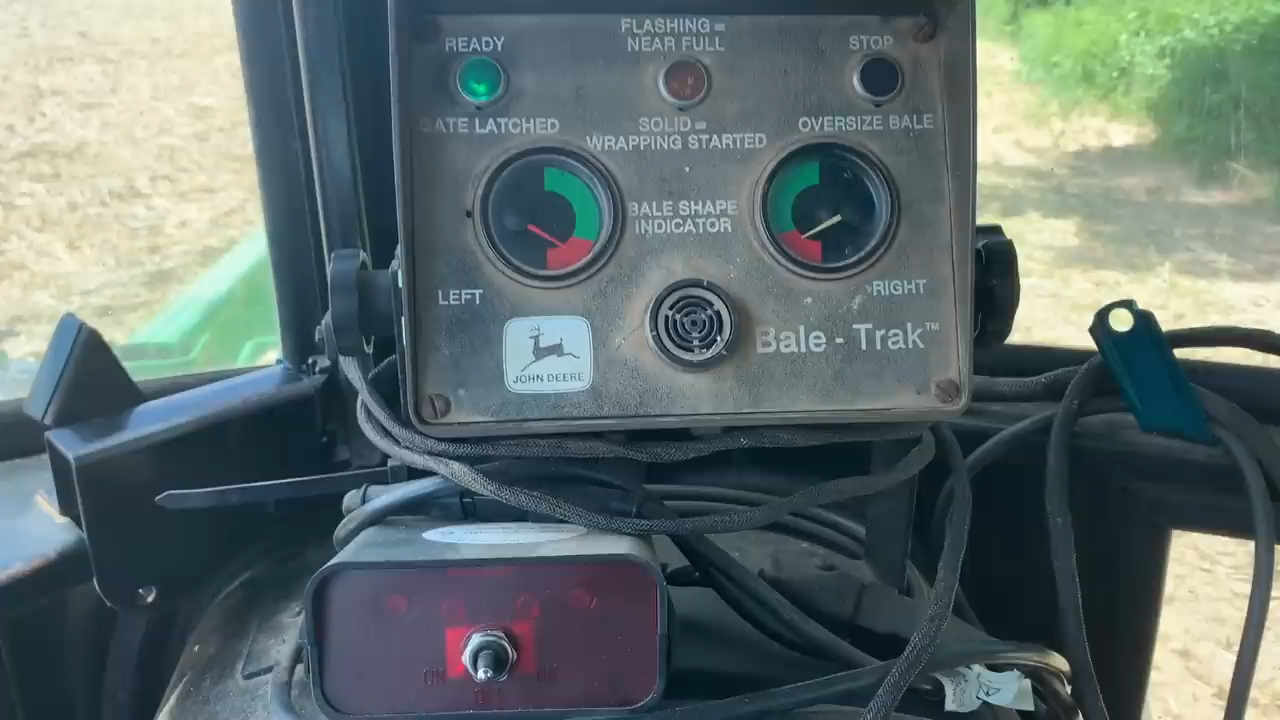 READY
FLASHING =
NEAR FULL
STOP
GATE LATCHED
SOLID =
WRAPPING STARTED
OVERSIZE BALE
BALE SHAPE
INDICATOR
LEFT
RIGHT
JOHN DEERE
Bale - Trak™
ON